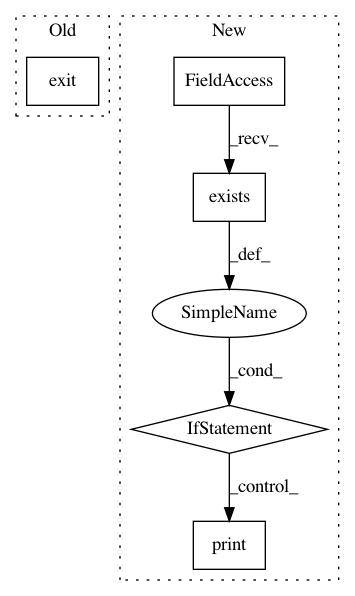 Old
New
exit
FieldAccess
_recv_
exists
_def_
SimpleName
_cond_
IfStatement
_control_
print